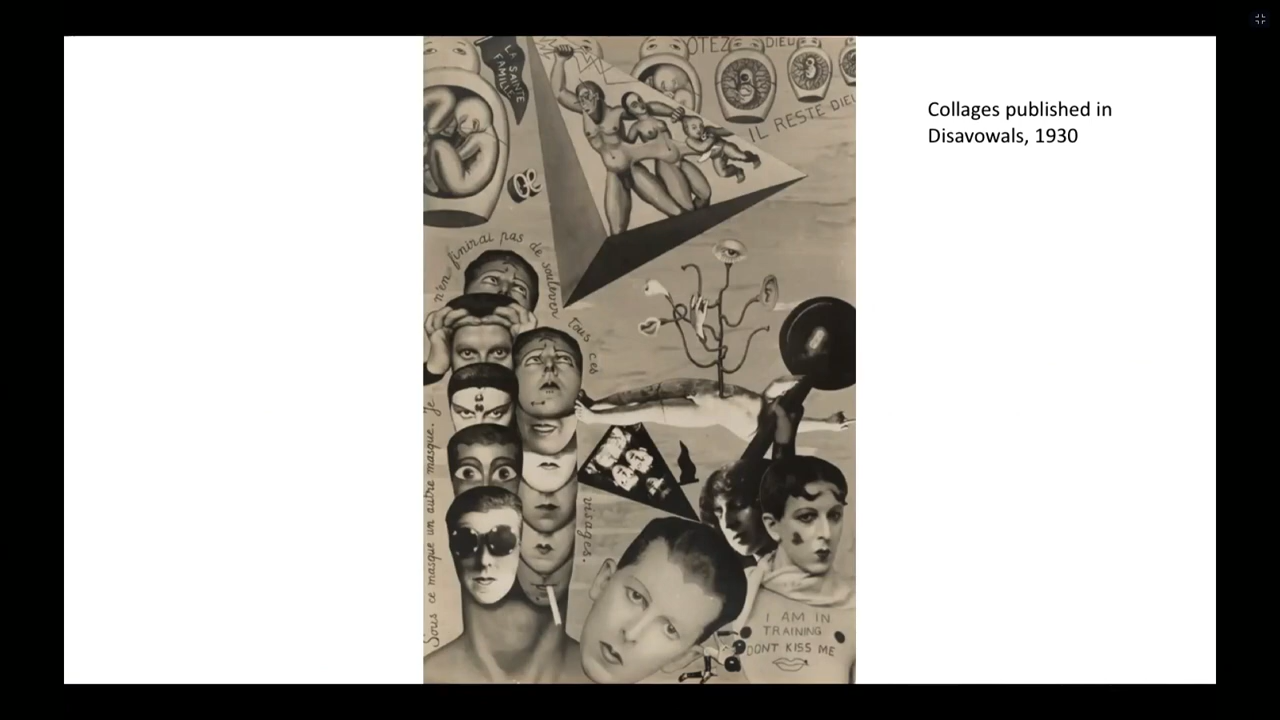 LA SAINTE
FAMILLE
OTEZ DIEU
IL RESTE DIEU
n'en finirai pas de soulever
tous ces
visages.
Sous ce masque un autre masque. Je
I AM IN
TRAINING
DONT KISS ME
Collages published in
Disavowals, 1930